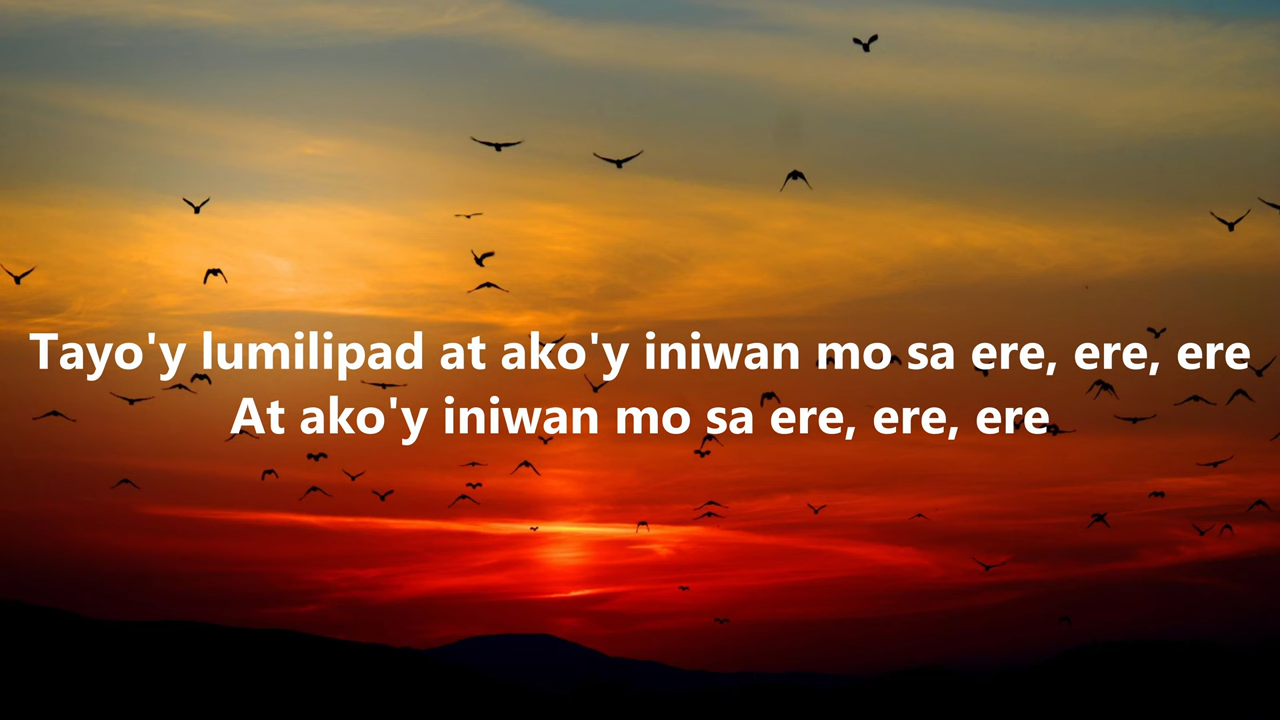 Tayo'y lumilipad at ako'y iniwan mo sa ere, ere, ere
At ako'y iniwan mo sa ere, ere, ere